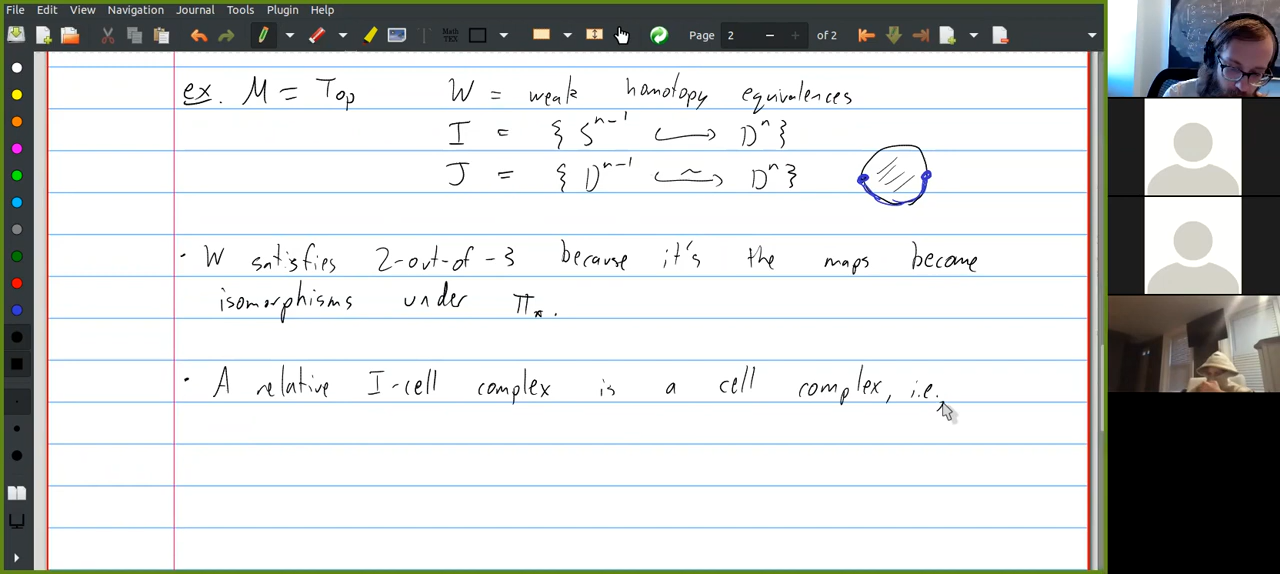 File Edit View Navigation Journal Tools Plugin Help
Page 2 of 2
ex. M = Top W = weak homotopy equivalences
I = { S^{n-1} ↪ D^n }
J = { D^{n-1} ↪~ D^n }
· W satisfies 2-out-of-3 because it's the maps become
isomorphisms under π_*.
· A relative I-cell complex is a cell complex, i.e.,